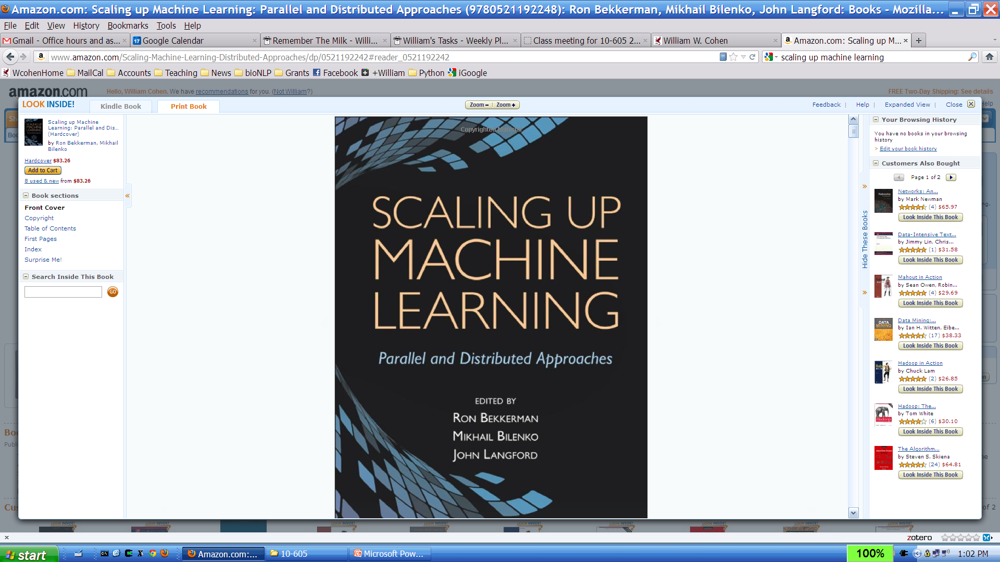 Amazon.com: Scaling up Machine Learning: Parallel and Distributed Approaches (9780521192248): Ron Bekkerman, Mikhail Bilenko, John Langford: Books - Mozilla...
File Edit View History Bookmarks Tools Help
Gmail - Office hours and as... Google Calendar Remember The Milk - Willi... William's Tasks - Weekly Pl... Class meeting for 10-605 2... William W. Cohen Amazon.com: Scaling up M...
www.amazon.com/Scaling-Machine-Learning-Distributed-Approaches/dp/0521192242#reader_0521192242
scaling up machine learning
WcohenHome MailCal Accounts Teaching News bioNLP Grants Facebook +William Python iGoogle
amazon.com Hello, William Cohen. We have recommendations for you. (Not William?) FREE Two-Day Shipping: See details
LOOK INSIDE! Kindle Book Print Book Zoom - Zoom + Feedback | Help | Expanded View | Close
Help
Scaling up Machine
Learning: Parallel and Dis...
(Hardcover)
by Ron Bekkerman, Mikhail
Bilenko
Hardcover $83.26
Add to Cart
8 used & new from $83.26
Book sections
Front Cover
Copyright
Table of Contents
First Pages
Index
Surprise Me!
Search Inside This Book
GO
Copyrighted Material
SCALING UP
MACHINE
LEARNING
Parallel and Distributed Approaches
EDITED BY
RON BEKKERMAN
MIKHAIL BILENKO
JOHN LANGFORD
Hide These Books
Your Browsing History
You have no books in your browsing
history
> Edit your book history
Customers Also Bought
Page 1 of 2
Networks: An...
by Mark Newman
(4) $65.97
Look Inside This Book
Data-Intensive Text...
by Jimmy Lin, Chris...
(1) $31.58
Look Inside This Book
Mahout in Action
by Sean Owen, Robin...
(4) $29.69
Look Inside This Book
Data Mining:...
by Ian H. Witten, Eibe...
(17) $38.33
Look Inside This Book
Hadoop in Action
by Chuck Lam
(2) $26.85
Look Inside This Book
Hadoop: The...
by Tom White
(6) $30.10
Look Inside This Book
The Algorithm...
by Steven S. Skiena
(24) $64.81
Look Inside This Book
of 2
zotero
start Amazon.com:... 10-605 Microsoft Pow... 100% 1:02 PM